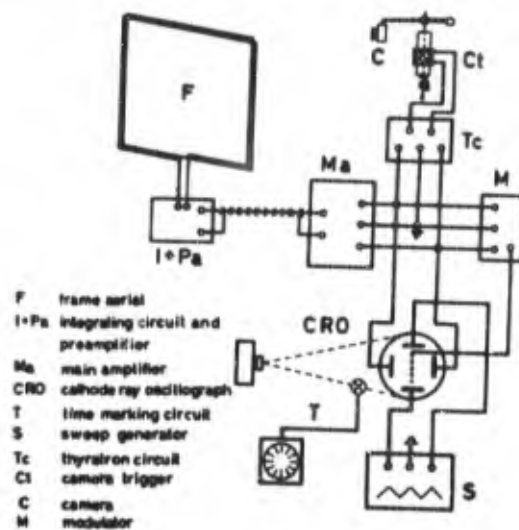 F
C
Ct
Tc
Ma
M
I+Pa
CRO
T
S
F frame aerial
I+Pa integrating circuit and
preamplifier
Ma main amplifier
CRO cathode ray oscillograph
T time marking circuit
S sweep generator
Tc thyratron circuit
Ct camera trigger
C camera
M modulator